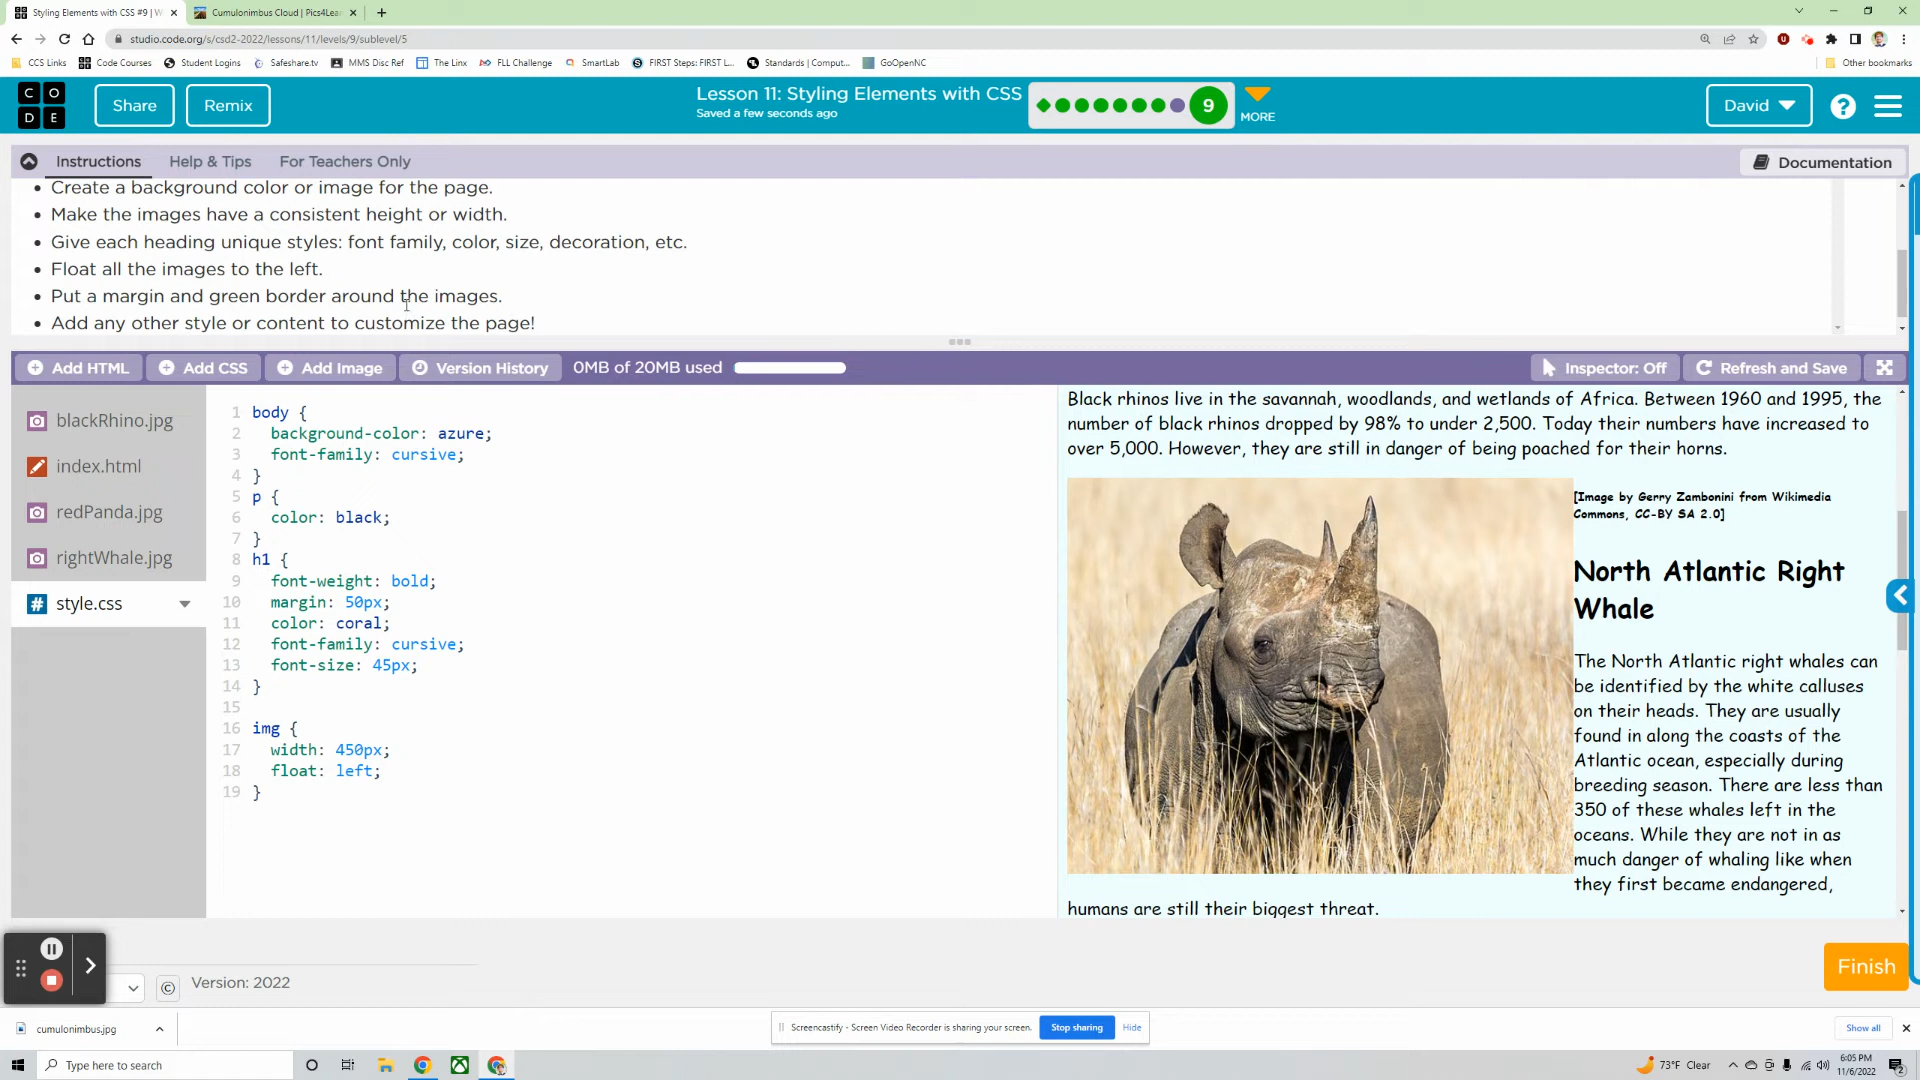 Styling Elements with CSS #9 | W
Cumulonimbus Cloud | Pics4Lea
studio.code.org/s/csd2-2022/lessons/11/levels/9/sublevel/5
CCS Links
Code Courses
Student Logins
Safeshare.tv
MMS Disc Ref
The Linx
FLL Challenge
SmartLab
FIRST Steps: FIRST L...
Standards | Comput...
GoOpenNC
Other bookmarks
C O
D E
Share
Remix
Lesson 11: Styling Elements with CSS
Saved a few seconds ago
9
MORE
David
?
Instructions
Help & Tips
For Teachers Only
Documentation
• Create a background color or image for the page.
• Make the images have a consistent height or width.
• Give each heading unique styles: font family, color, size, decoration, etc.
• Float all the images to the left.
• Put a margin and green border around the images.
• Add any other style or content to customize the page!
Add HTML
Add CSS
Add Image
Version History
0MB of 20MB used
Inspector: Off
Refresh and Save
blackRhino.jpg
index.html
redPanda.jpg
rightWhale.jpg
# style.css
1 body {
2 background-color: azure;
3 font-family: cursive;
4 }
5 p {
6 color: black;
7 }
8 h1 {
9 font-weight: bold;
10 margin: 50px;
11 color: coral;
12 font-family: cursive;
13 font-size: 45px;
14 }
15
16 img {
17 width: 450px;
18 float: left;
19 }
Black rhinos live in the savannah, woodlands, and wetlands of Africa. Between 1960 and 1995, the
number of black rhinos dropped by 98% to under 2,500. Today their numbers have increased to
over 5,000. However, they are still in danger of being poached for their horns.
[Image by Gerry Zambonini from Wikimedia
Commons, CC-BY SA 2.0]
North Atlantic Right
Whale
The North Atlantic right whales can
be identified by the white calluses
on their heads. They are usually
found in along the coasts of the
Atlantic ocean, especially during
breeding season. There are less than
350 of these whales left in the
oceans. While they are not in as
much danger of whaling like when
they first became endangered,
humans are still their biggest threat.
Finish
©
Version: 2022
cumulonimbus.jpg
Screencastify - Screen Video Recorder is sharing your screen.
Stop sharing
Hide
Show all
Type here to search
73°F Clear
6:05 PM
11/6/2022
2